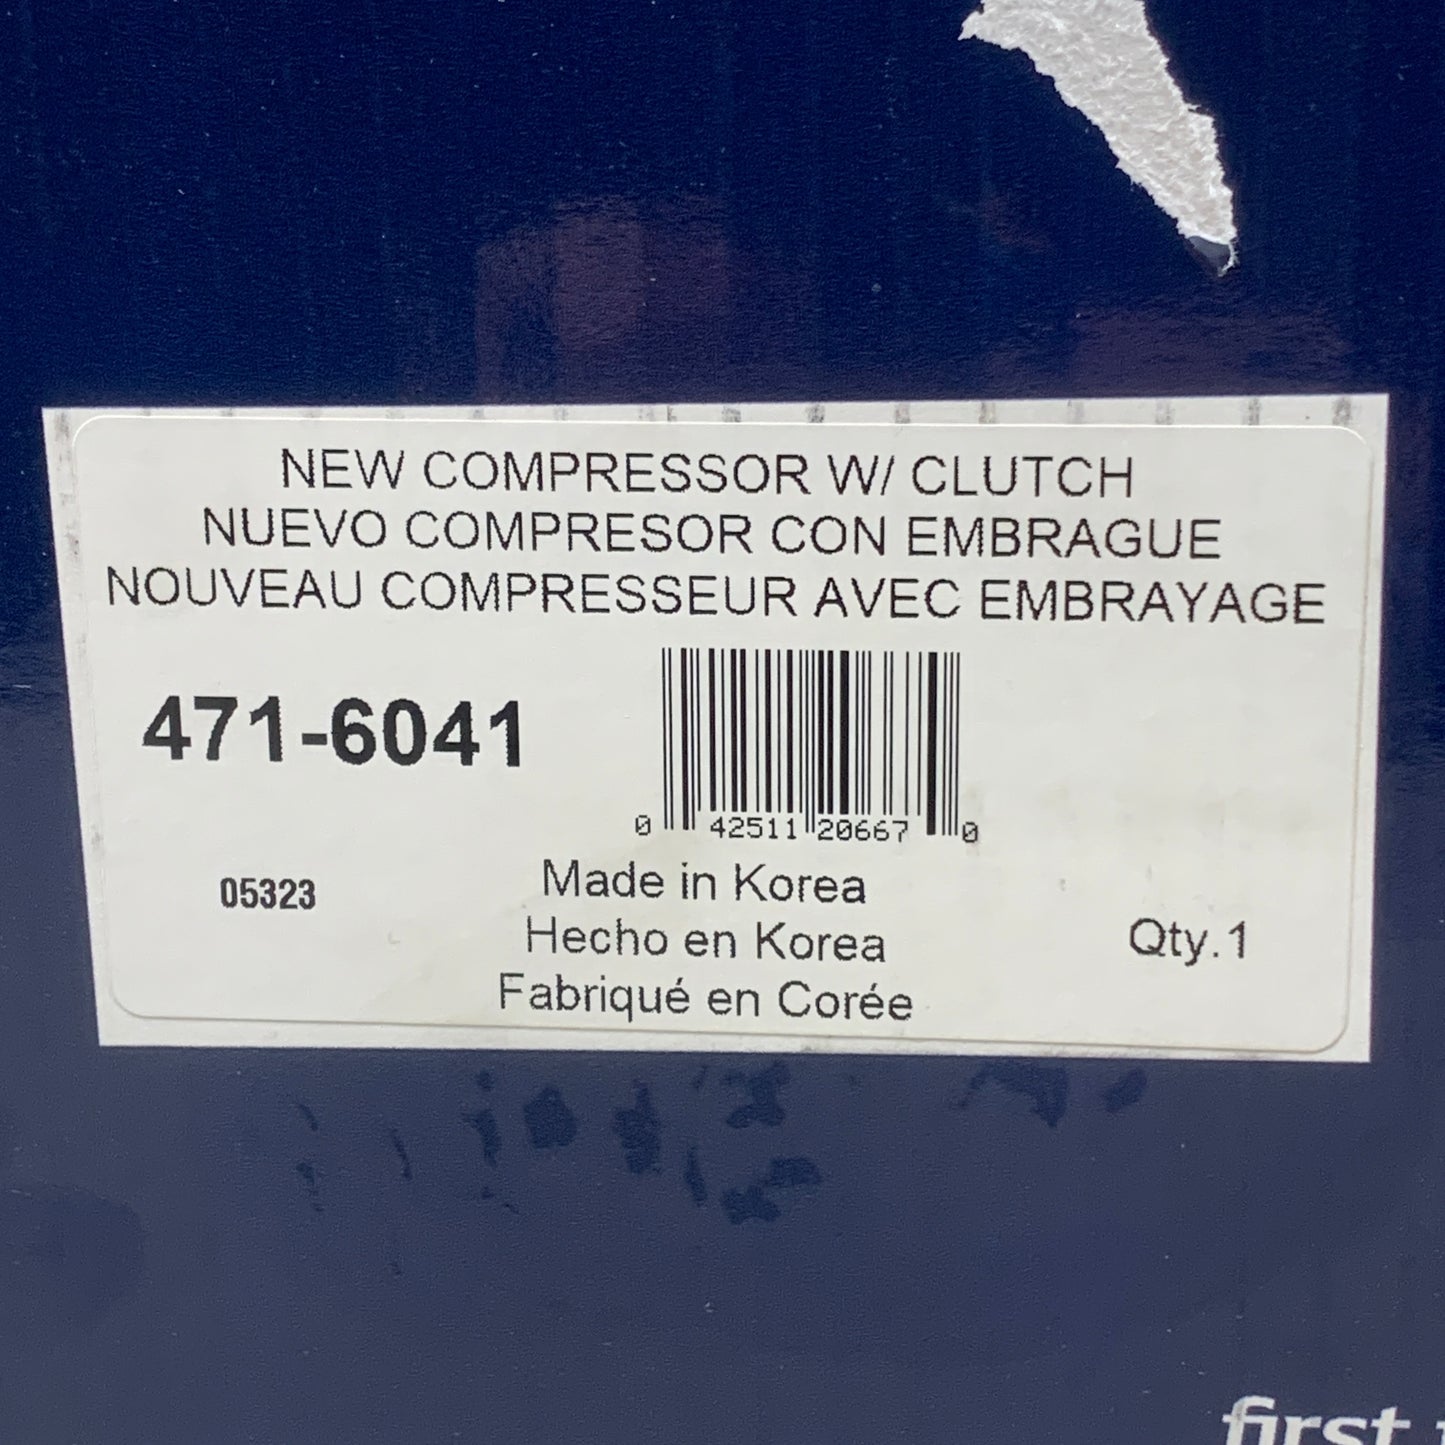 NEW COMPRESSOR W/ CLUTCH
NUEVO COMPRESOR CON EMBRAGUE
NOUVEAU COMPRESSEUR AVEC EMBRAYAGE
471-6041
0 42511 20667 0
05323
Made in Korea
Hecho en Korea
Fabriqué en Corée
Qty.1
first